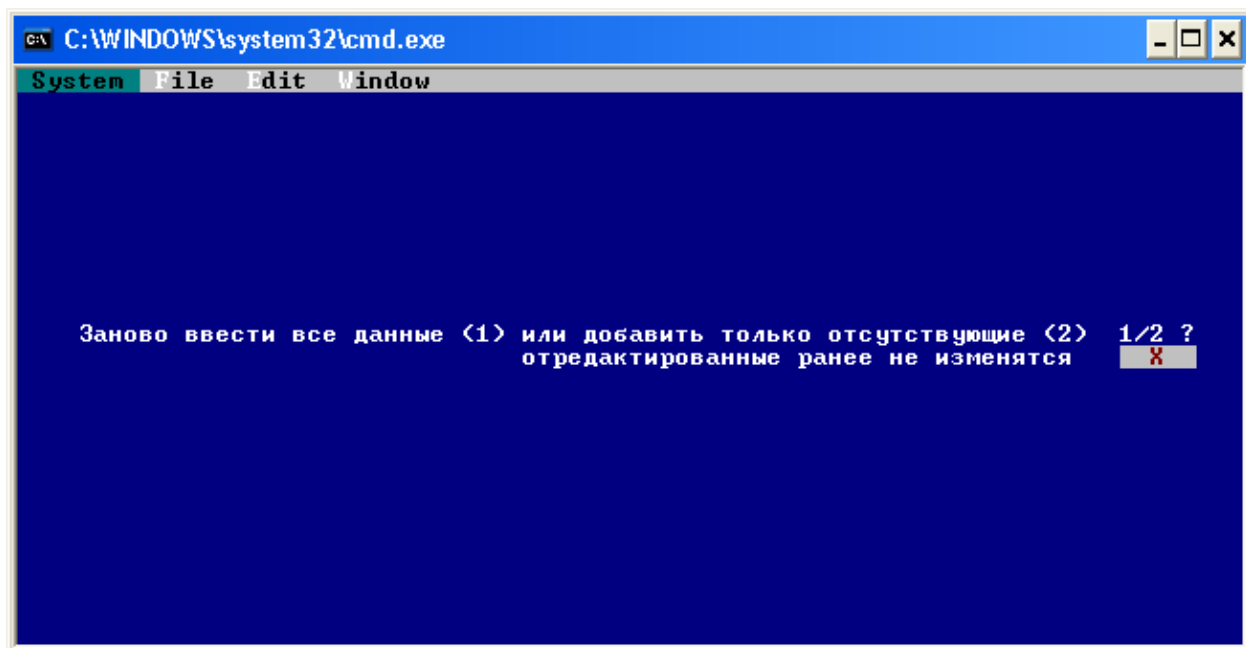 C:\WINDOWS\system32\cmd.exe
System File Edit Window
Заново ввести все данные (1) или добавить только отсутствующие (2) 1/2 ?
отредактированные ранее не изменятся X